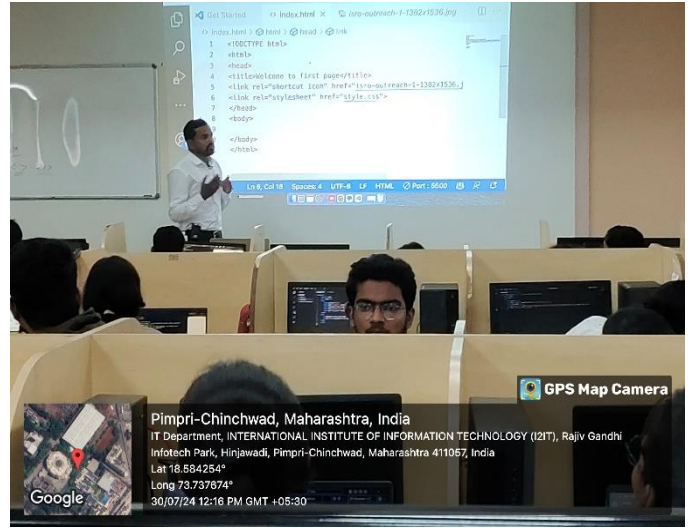 Get Started
index.html
isro-outreach-1-1382x1536.jpg
index.html > html > head > link
1 <!DOCTYPE html>
2 <html>
3 <head>
4 <title>Welcome to first page</title>
5 <link rel="shortcut icon" href="isro-outreach-1-1382x1536.j
6 <link rel="stylesheet" href="style.css">
7 </head>
8 <body>
</body>
</html>
Ln 9, Col 18 Spaces: 4 UTF-8 LF HTML Port : 5500
GPS Map Camera
Pimpri-Chinchwad, Maharashtra, India
IT Department, INTERNATIONAL INSTITUTE OF INFORMATION TECHNOLOGY (I2IT), Rajiv Gandhi
Infotech Park, Hinjawadi, Pimpri-Chinchwad, Maharashtra 411057, India
Lat 18.584254°
Long 73.737674°
30/07/24 12:16 PM GMT +05:30
Google